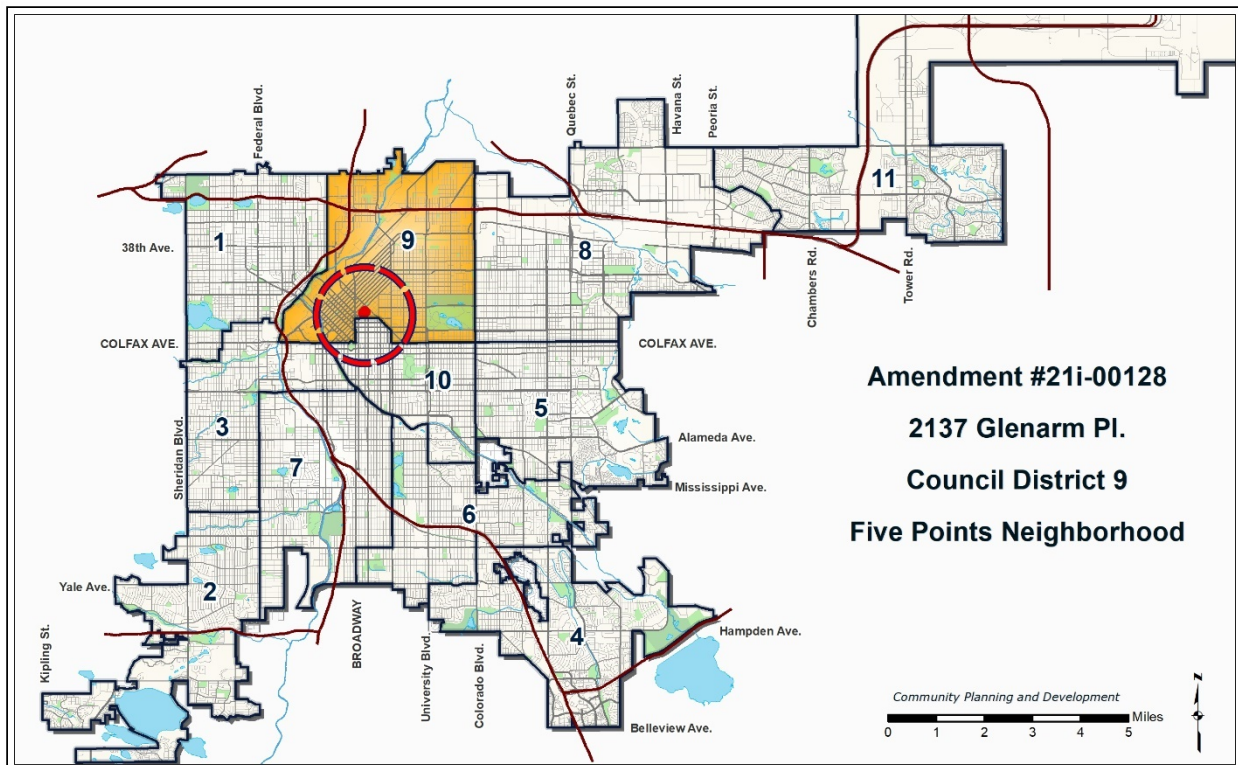 Federal Blvd.
Quebec St.
Havana St.
Peoria St.
11
1
9
8
38th Ave.
Chambers Rd.
Tower Rd.
COLFAX AVE.
COLFAX AVE.
10
Amendment #21i-00128
2137 Glenarm Pl.
Council District 9
Five Points Neighborhood
3
5
Sheridan Blvd.
Alameda Ave.
7
Mississippi Ave.
6
Yale Ave.
2
BROADWAY
University Blvd.
Colorado Blvd.
4
Hampden Ave.
Kipling St.
Belleview Ave.
Community Planning and Development
Miles
0 1 2 3 4 5
Z